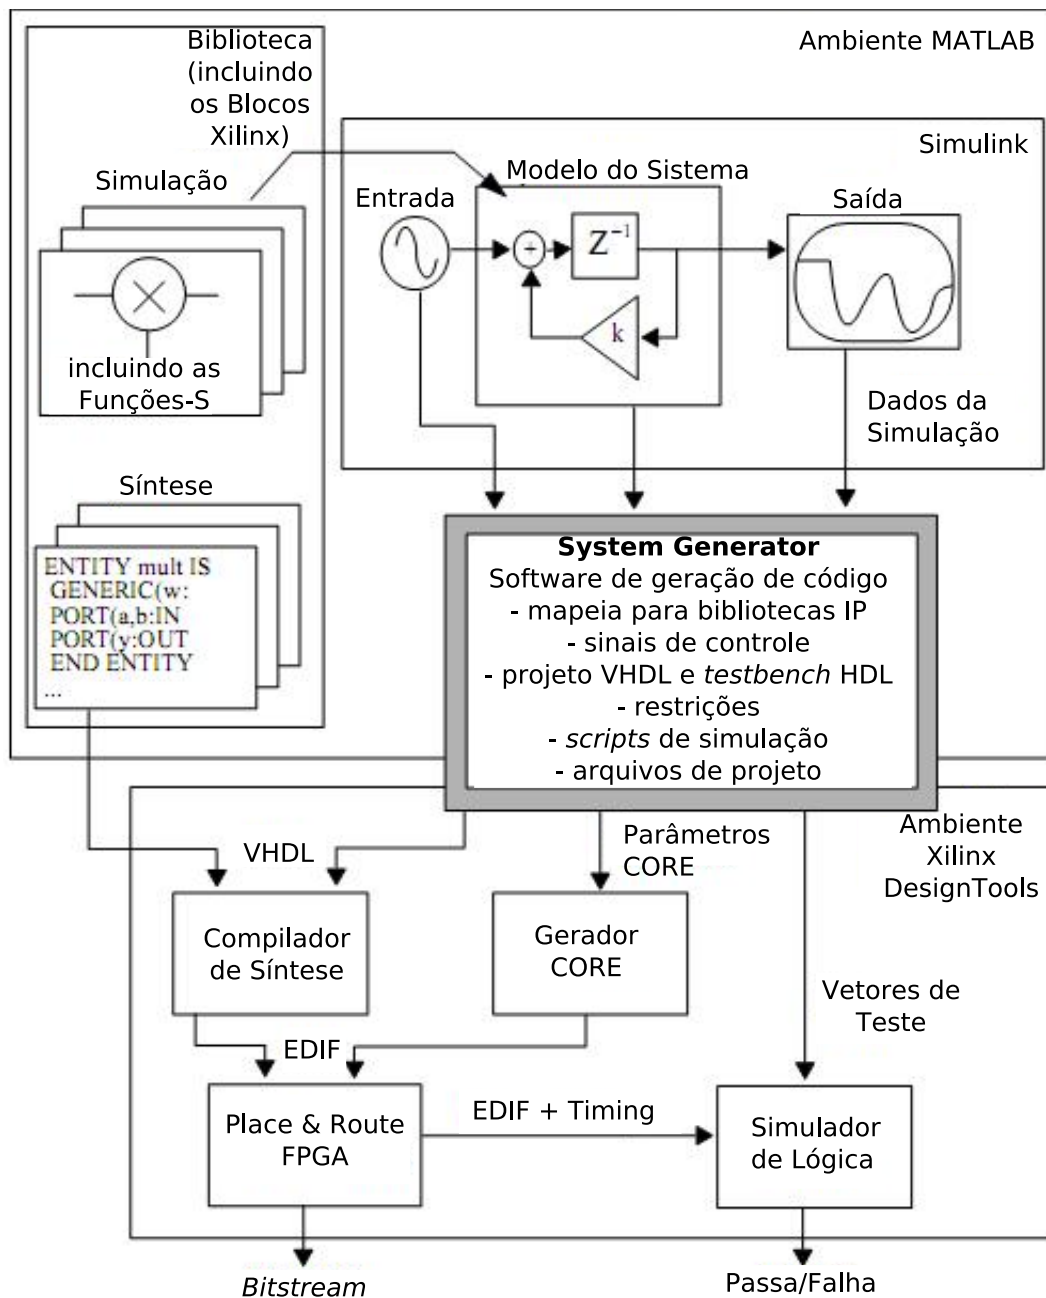 Biblioteca
(incluindo
os Blocos
Xilinx)
Ambiente MATLAB
Simulink
Simulação
incluindo as
Funções-S
Modelo do Sistema
Entrada
Saída
+
Z⁻¹
k
Dados da
Simulação
Síntese
ENTITY mult IS
GENERIC(w:
PORT(a,b:IN
PORT(y:OUT
END ENTITY
...
System Generator
Software de geração de código
- mapeia para bibliotecas IP
- sinais de controle
- projeto VHDL e testbench HDL
- restrições
- scripts de simulação
- arquivos de projeto
Ambiente
Xilinx
DesignTools
VHDL
Parâmetros
CORE
Compilador
de Síntese
Gerador
CORE
Vetores de
Teste
EDIF
Place & Route
FPGA
EDIF + Timing
Simulador
de Lógica
Bitstream
Passa/Falha